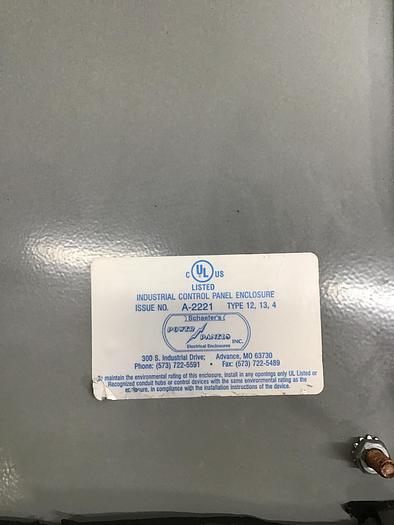 C UL US
LISTED
INDUSTRIAL CONTROL PANEL ENCLOSURE
ISSUE NO. A-2221 TYPE 12, 13, 4
Schaefer's
POWER PANELS
INC.
Electrical Enclosures
300 S. Industrial Drive; Advance, MO 63730
Phone: (573) 722-5591 • Fax: (573) 722-5489
To maintain the environmental rating of this enclosure, install in any openings only UL Listed or
Recognized conduit hubs or control devices with the same environmental rating as the
enclosure, in compliance with the installation instructions of the device.